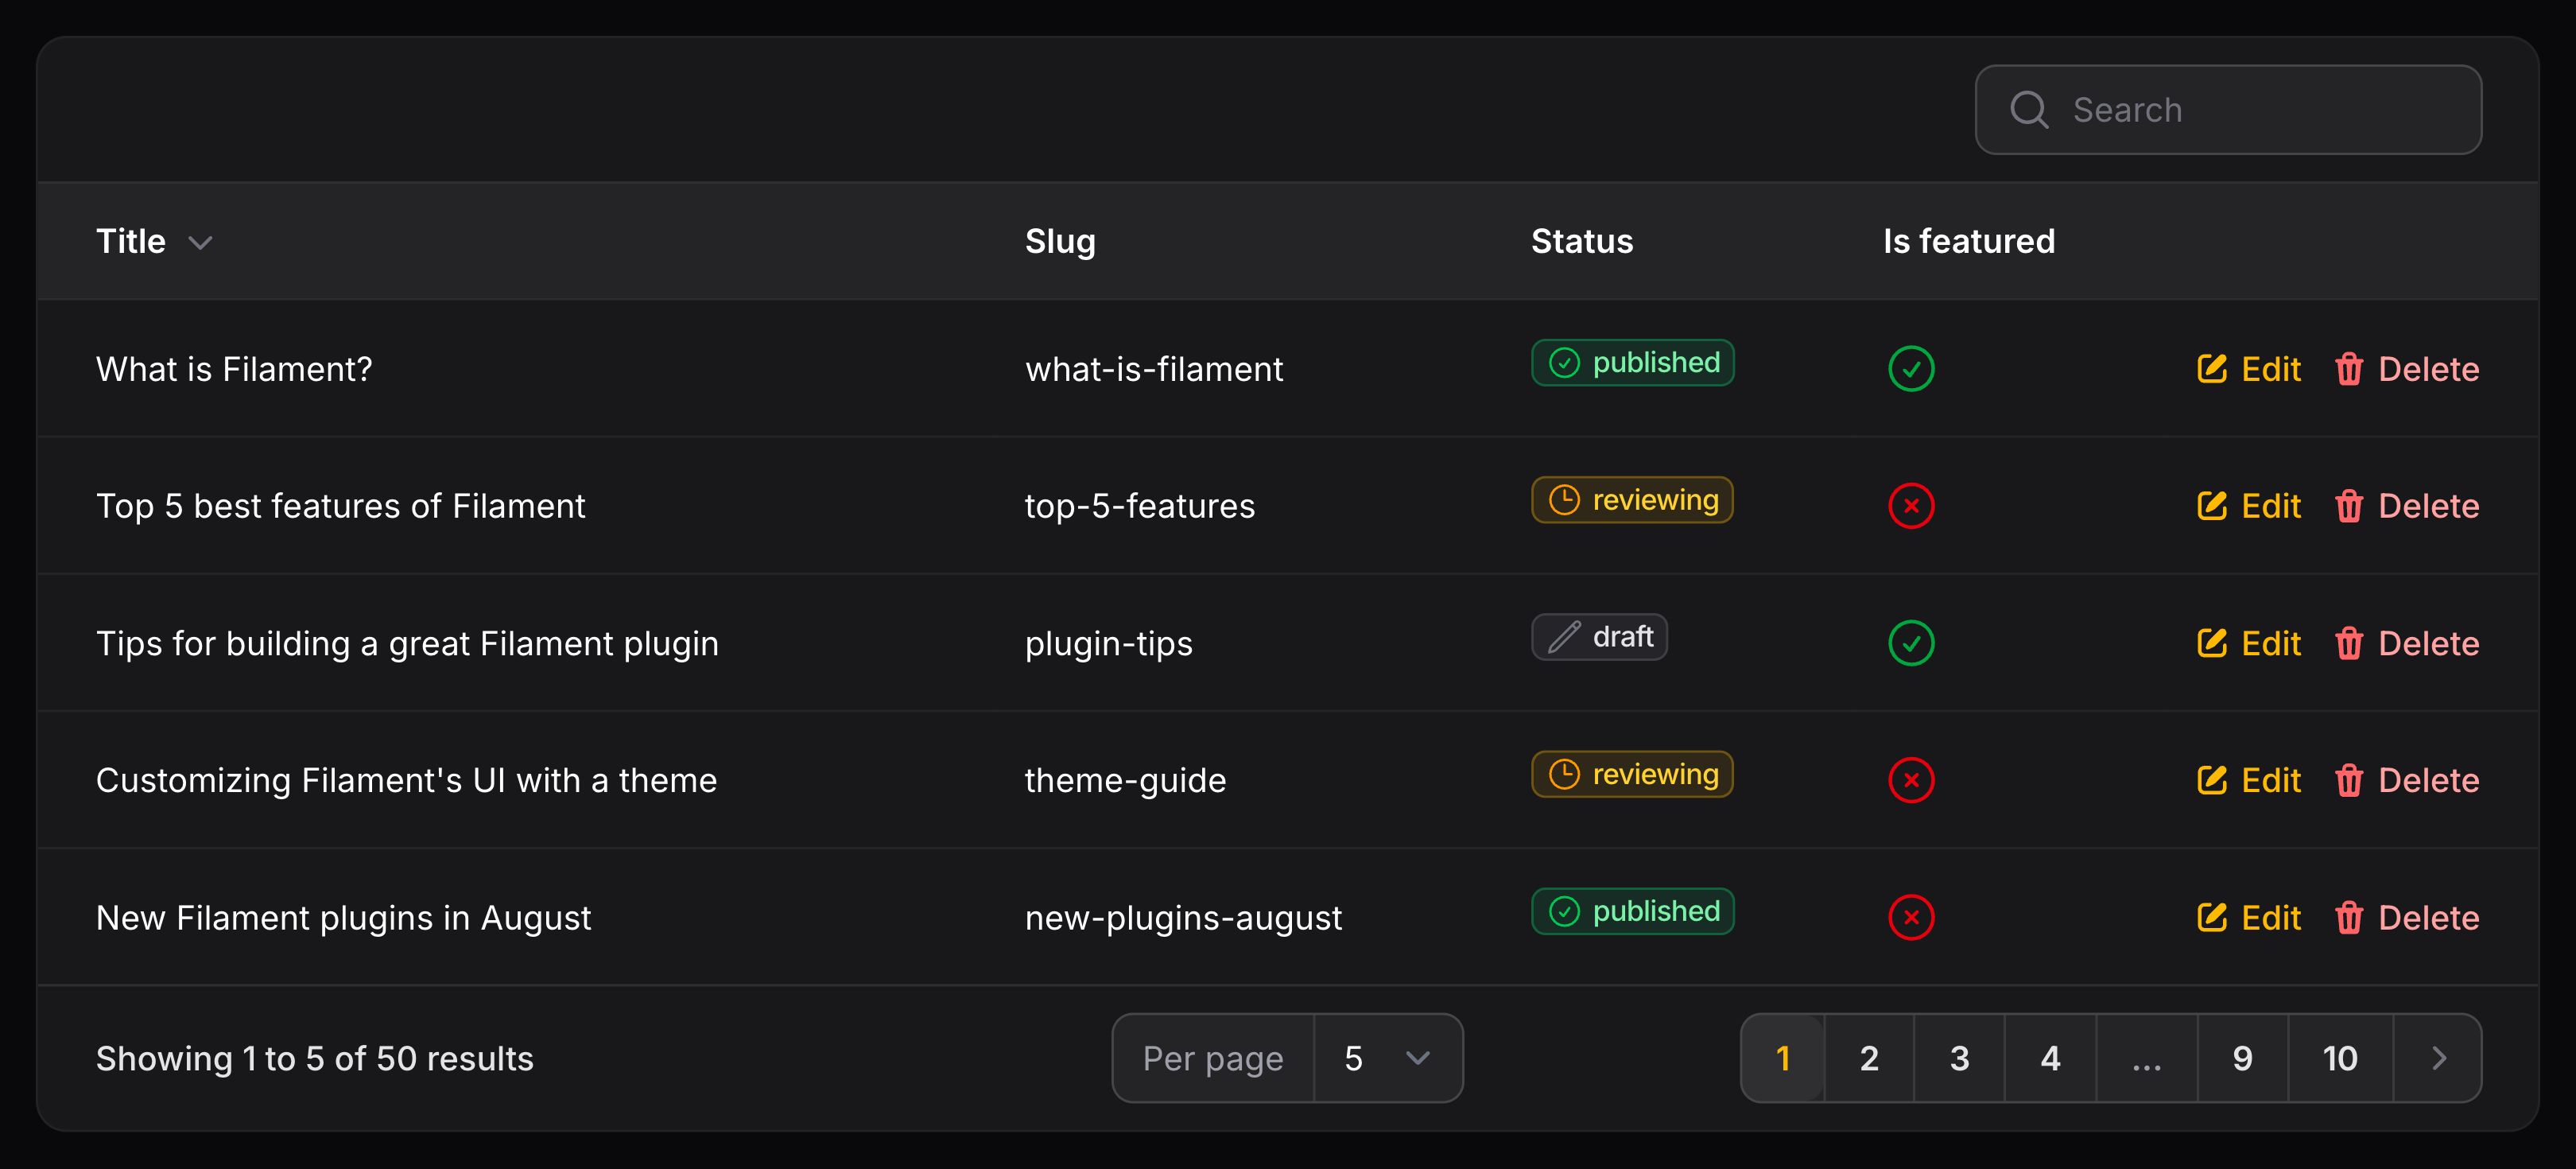 Search
Title Slug Status Is featured
What is Filament? what-is-filament published Edit Delete
Top 5 best features of Filament top-5-features reviewing Edit Delete
Tips for building a great Filament plugin plugin-tips draft Edit Delete
Customizing Filament's UI with a theme theme-guide reviewing Edit Delete
New Filament plugins in August new-plugins-august published Edit Delete
Showing 1 to 5 of 50 results Per page 5 1 2 3 4 ... 9 10